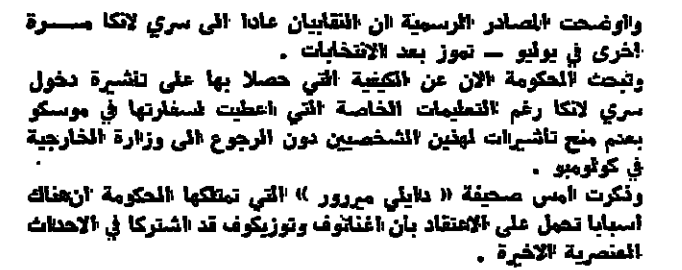 واوضحت المصادر الرسمية ان النقابيان عادا الى سري لانكا مـــرة
اخرى في يوليو — تموز بعد الانتخابات .
وتبحث الحكومة الان عن الكيفية التي حصلا بها على تأشيرة دخول
سري لانكا رغم التعليمات الخاصة التي اعطيت لسفارتها في موسكو
بعدم منح تأشيرات لهذين الشخصيين دون الرجوع الى وزارة الخارجية
في كولومبو .
وذكرت امس صحيفة « دايلي ميرور » التي تمتلكها الحكومة ان هناك
اسبابا تحمل على الاعتقاد بان اغناتوف وتوزيكوف قد اشتركا في الاحداث
العنصرية الاخيرة .